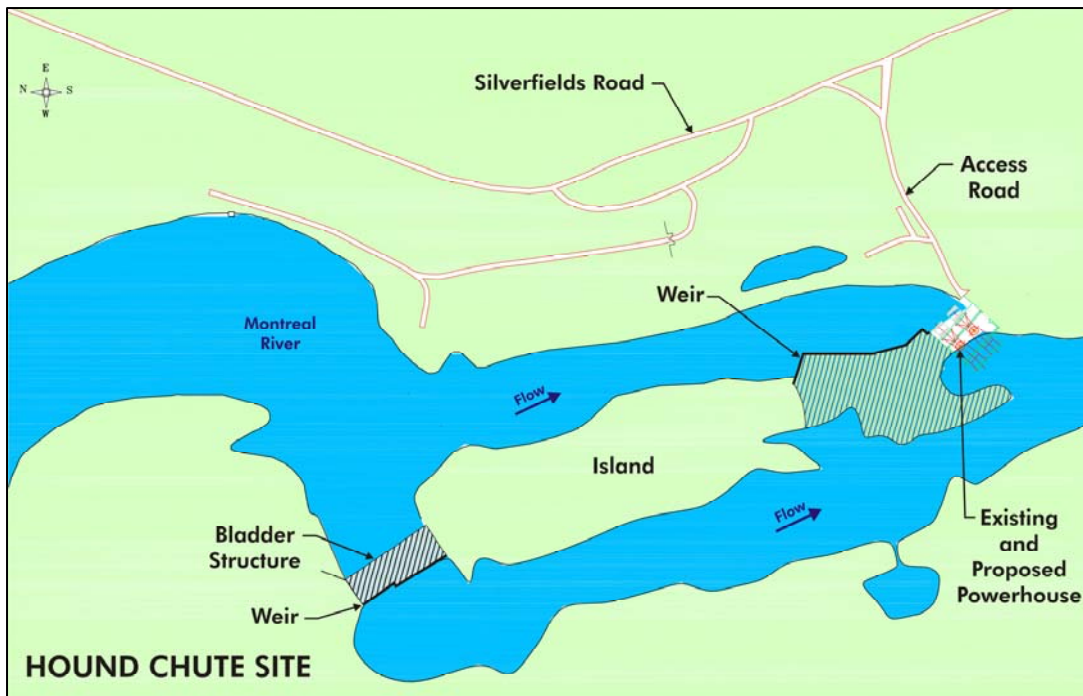 E
N S
W
Silverfields Road
Access
Road
Weir
Montreal
River
Flow
Island
Flow
Bladder
Structure
Existing
and
Proposed
Powerhouse
Weir
HOUND CHUTE SITE